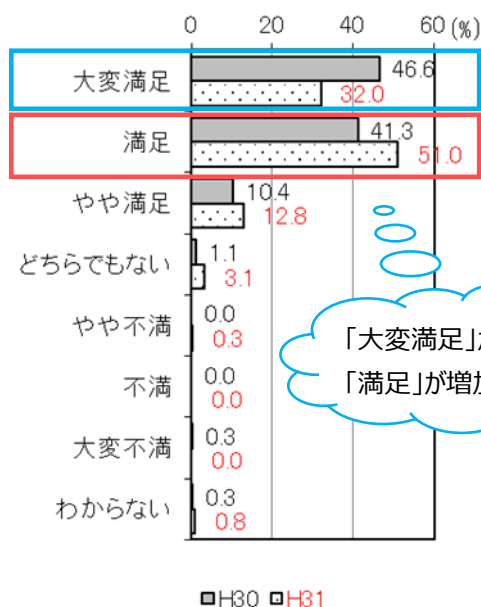 0 20 40 60 (%)
大変満足 46.6
32.0
満足 41.3
51.0
やや満足 10.4
12.8
どちらでもない 1.1
3.1
やや不満 0.0
0.3
不満 0.0
0.0
大変不満 0.3
0.0
わからない 0.3
0.8
「大変満足」
「満足」が増
H30 H31